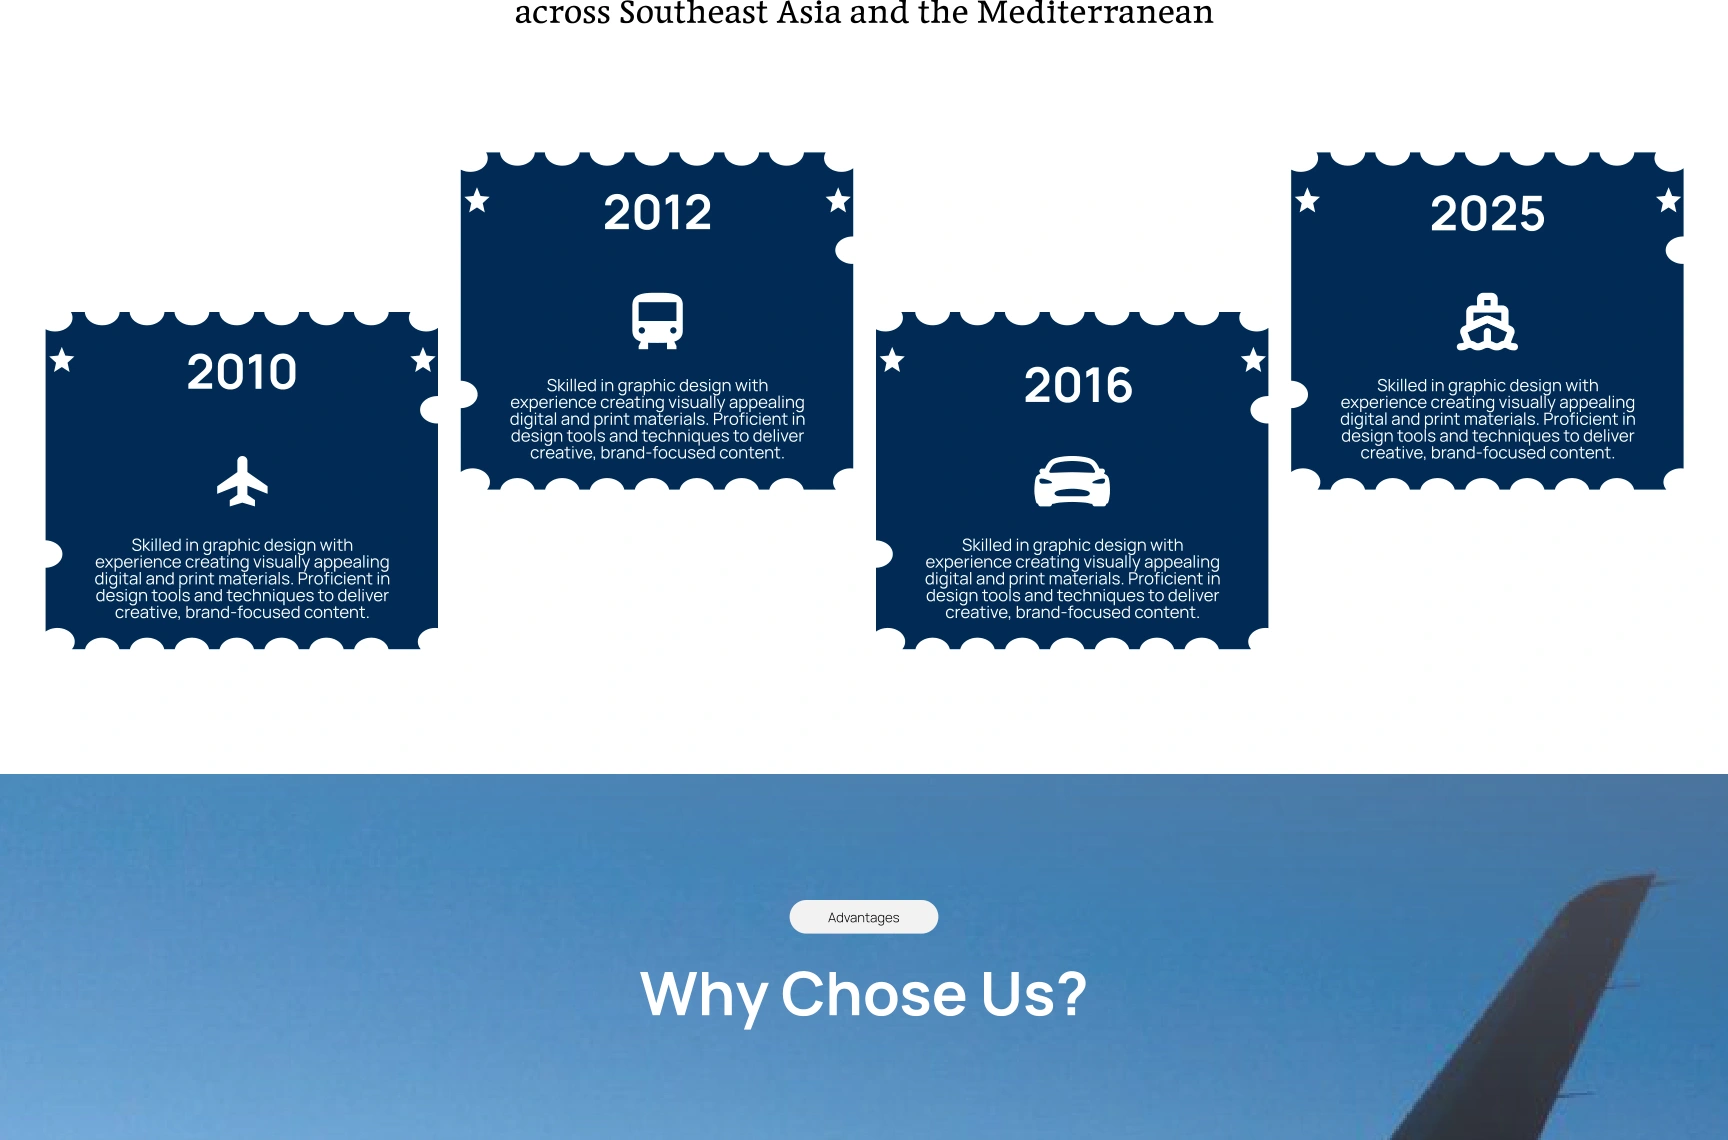 across Southeast Asia and the Mediterranean
2010
Skilled in graphic design with
experience creating visually appealing
digital and print materials. Proficient in
design tools and techniques to deliver
creative, brand-focused content.
2012
Skilled in graphic design with
experience creating visually appealing
digital and print materials. Proficient in
design tools and techniques to deliver
creative, brand-focused content.
2016
Skilled in graphic design with
experience creating visually appealing
digital and print materials. Proficient in
design tools and techniques to deliver
creative, brand-focused content.
2025
Skilled in graphic design with
experience creating visually appealing
digital and print materials. Proficient in
design tools and techniques to deliver
creative, brand-focused content.
Advantages
Why Chose Us?